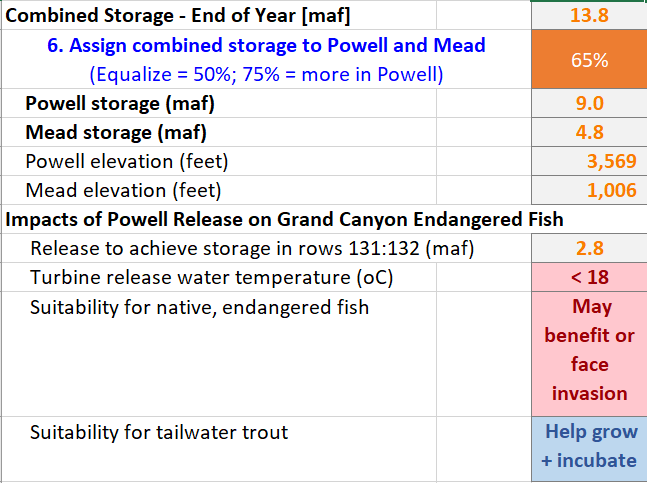 Combined Storage - End of Year [maf] 13.8
6. Assign combined storage to Powell and Mead
(Equalize = 50%; 75% = more in Powell) 65%
Powell storage (maf) 9.0
Mead storage (maf) 4.8
Powell elevation (feet) 3,569
Mead elevation (feet) 1,006
Impacts of Powell Release on Grand Canyon Endangered Fish
Release to achieve storage in rows 131:132 (maf) 2.8
Turbine release water temperature (oC) < 18
Suitability for native, endangered fish May
benefit or
face
invasion
Suitability for tailwater trout Help grow
+ incubate